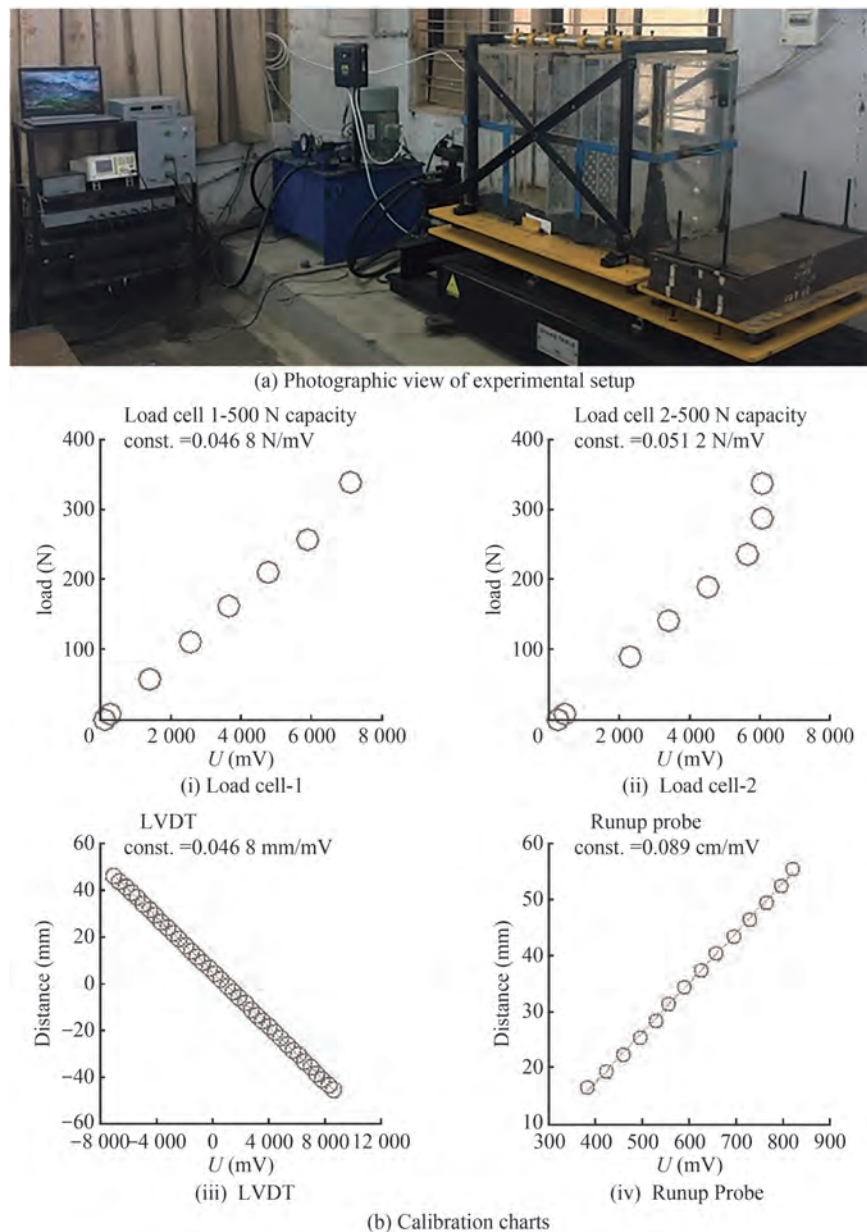 (a) Photographic view of experimental setup
Load cell 1-500 N capacity
const. =0.046 8 N/mV
400
300
200
100
0
load (N)
0 2 000 4 000 6 000 8 000
U (mV)
(i) Load cell-1
Load cell 2-500 N capacity
const. =0.051 2 N/mV
400
300
200
100
load (N)
0 2 000 4 000 6 000 8 000
U (mV)
(ii) Load cell-2
LVDT
const. =0.046 8 mm/mV
60
40
20
0
−20
−40
−60
Distance (mm)
−8 000 −4 000 0 4 000 8 000 12 000
U (mV)
(iii) LVDT
Runup probe
const. =0.089 cm/mV
60
50
40
30
20
10
Distance (mm)
300 400 500 600 700 800 900
U (mV)
(iv) Runup Probe
(b) Calibration charts